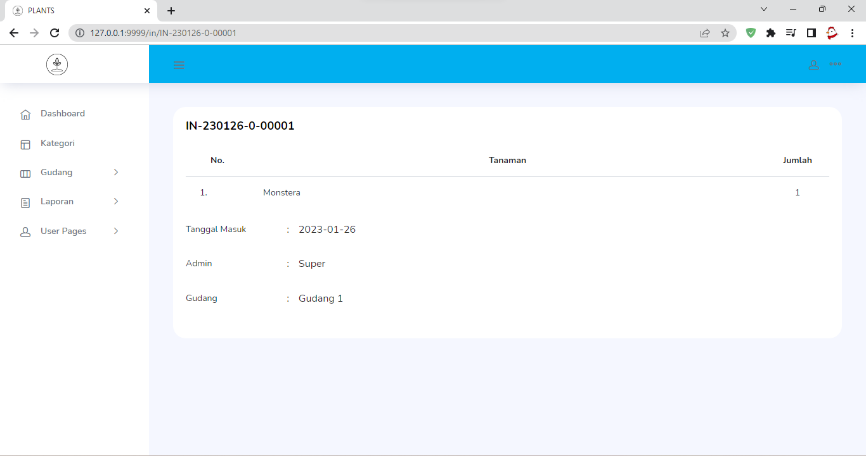 PLANTS
127.0.0.1:9999/in/IN-230126-0-00001
Dashboard
Kategori
Gudang
Laporan
User Pages
IN-230126-0-00001
No. Tanaman Jumlah
1. Monstera 1
Tanggal Masuk : 2023-01-26
Admin : Super
Gudang : Gudang 1